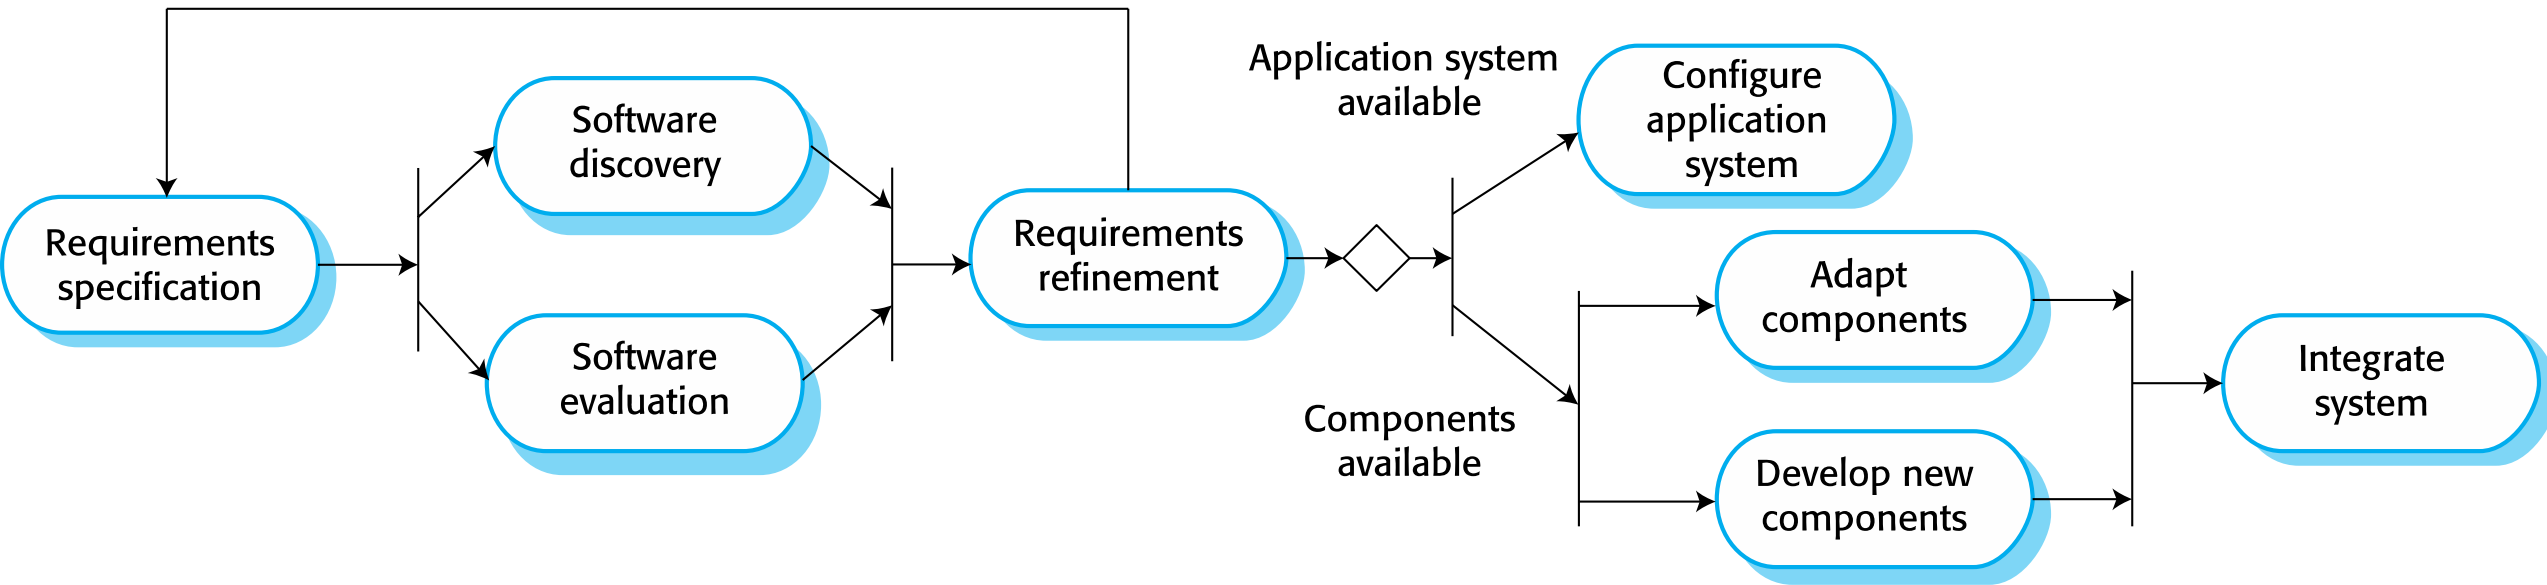 Requirements
specification
Software
discovery
Software
evaluation
Requirements
refinement
Application system
available
Configure
application
system
Components
available
Adapt
components
Develop new
components
Integrate
system